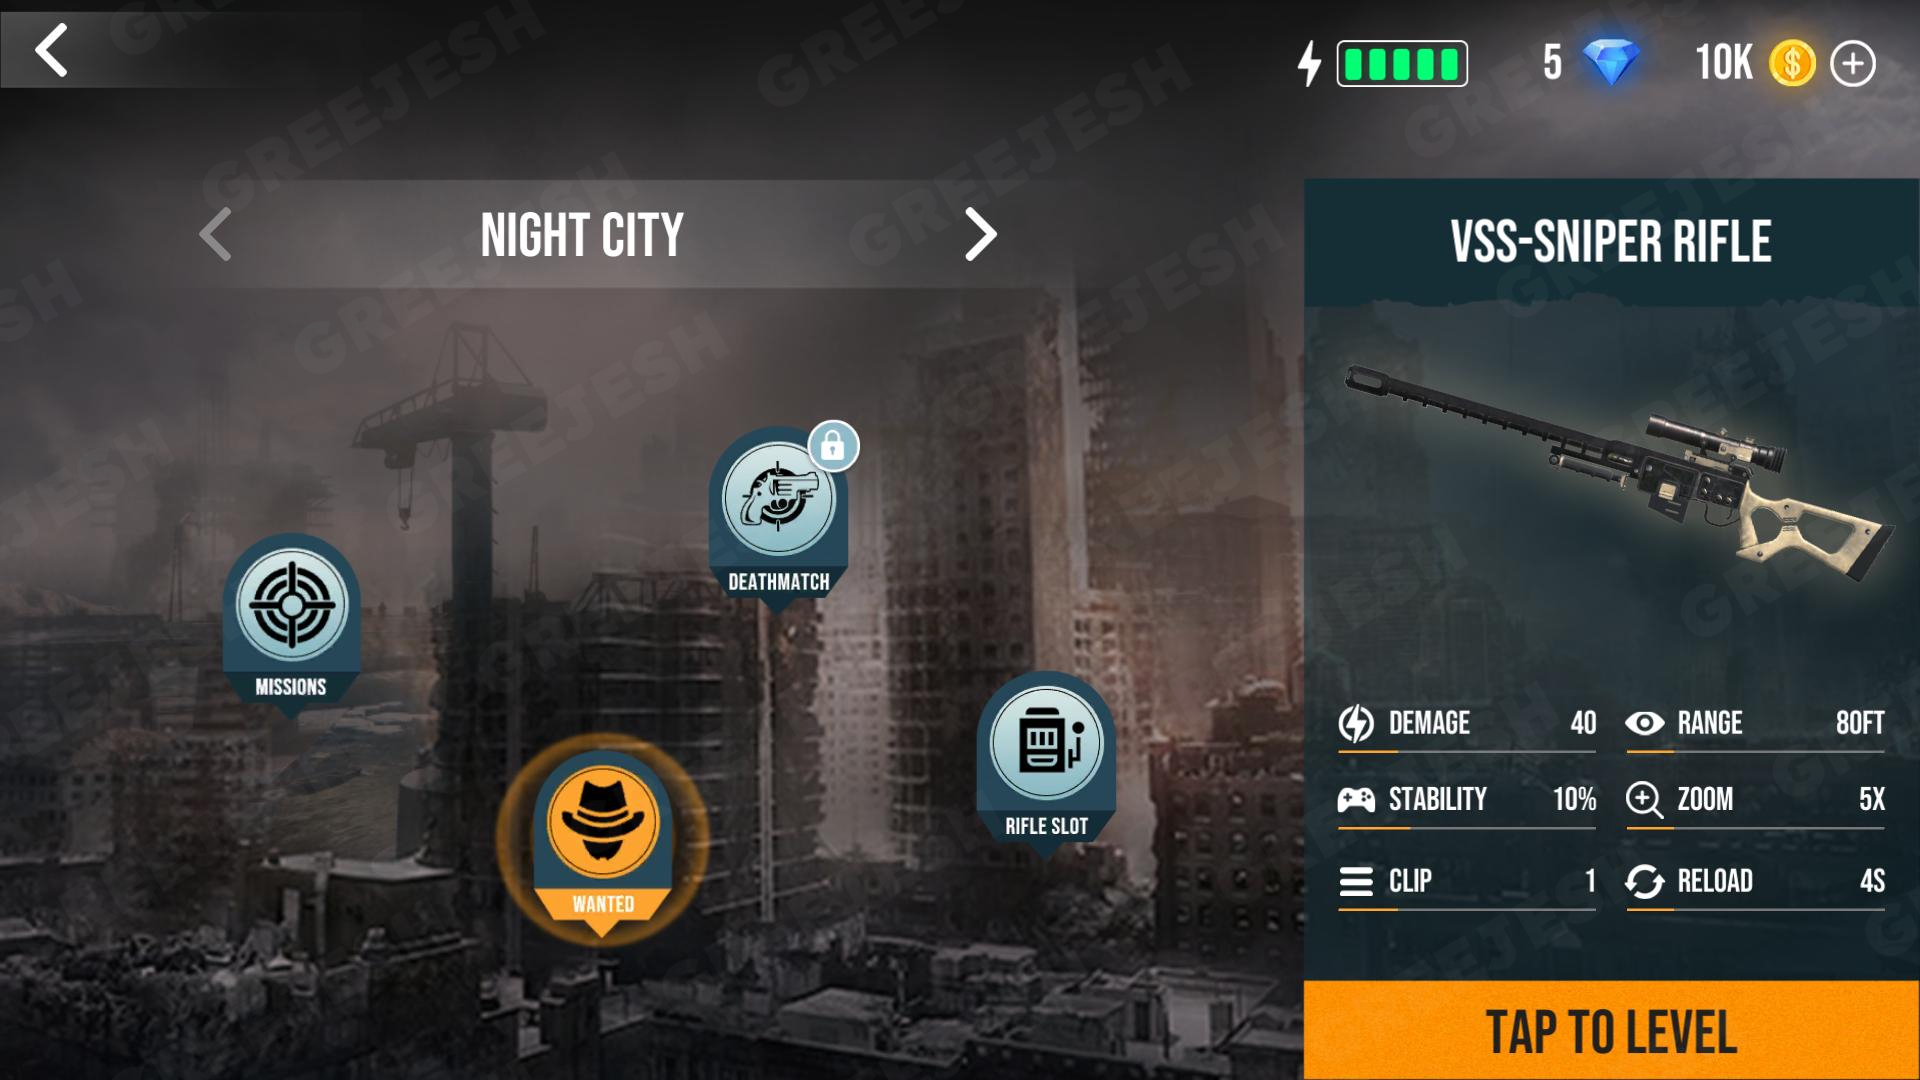 5
10K
NIGHT CITY
VSS-SNIPER RIFLE
DEATHMATCH
MISSIONS
RIFLE SLOT
WANTED
DEMAGE 40
RANGE 80FT
STABILITY 10%
ZOOM 5X
CLIP 1
RELOAD 4S
TAP TO LEVEL
GREEJESH